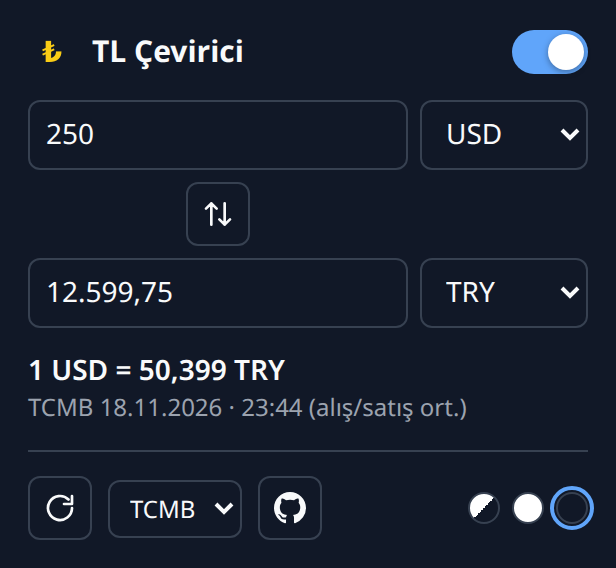 ₺ TL Çevirici
250 USD
12.599,75 TRY
1 USD = 50,399 TRY
TCMB 18.11.2026 · 23:44 (alış/satış ort.)
TCMB